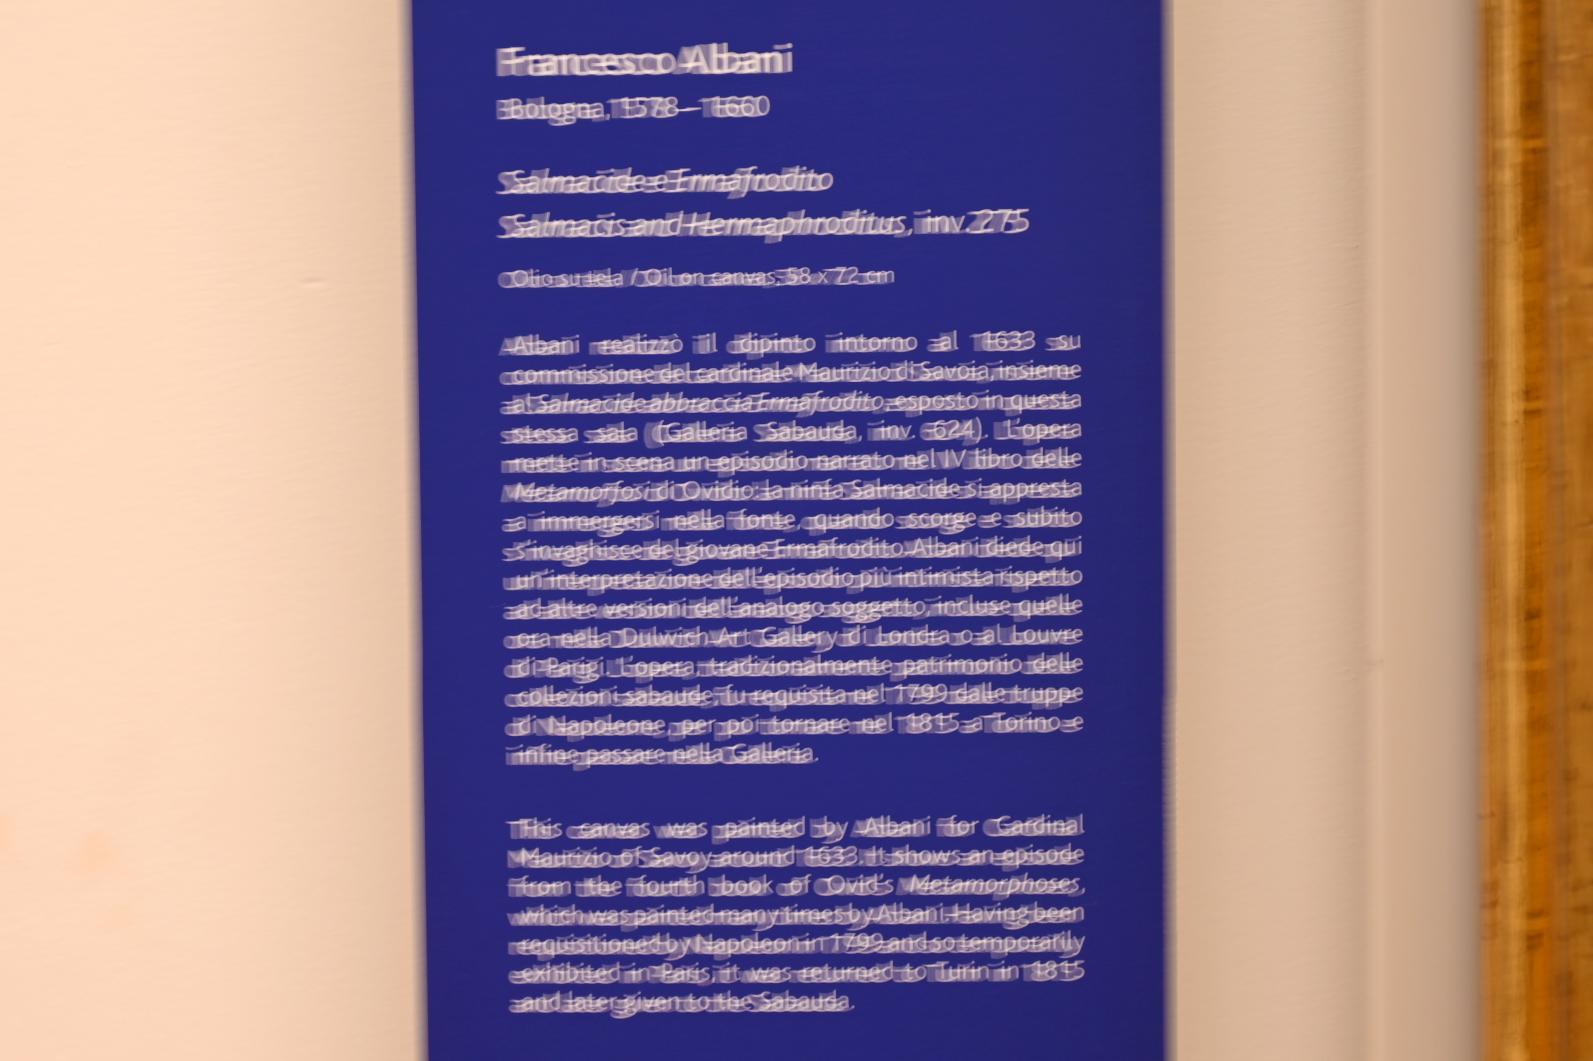 Francesco Albani
Bologna, 1578 – 1660
Salmacide e Ermafrodito
Salmacis and Hermaphroditus, inv. 275
Olio su tela / Oil on canvas, 58 x 72 cm
Albani realizzò il dipinto intorno al 1633 su
commissione del cardinale Maurizio di Savoia, insieme
al Salmacide abbraccia Ermafrodito, esposto in questa
stessa sala (Galleria Sabauda, inv. 624). L'opera
mette in scena un episodio narrato nel IV libro delle
Metamorfosi di Ovidio: la ninfa Salmacide si appresta
a immergersi nella fonte, quando scorge e subito
s'invaghisce del giovane Ermafrodito. Albani diede qui
un'interpretazione dell'episodio più intimista rispetto
ad altre versioni dell'analogo soggetto, incluse quelle
ora nella Dulwich Art Gallery di Londra o al Louvre
di Parigi. L'opera, tradizionalmente patrimonio delle
collezioni sabaude, fu requisita nel 1799 dalle truppe
di Napoleone, per poi tornare nel 1815 a Torino e
infine passare nella Galleria.
This canvas was painted by Albani for Cardinal
Maurizio of Savoy around 1633. It shows an episode
from the fourth book of Ovid's Metamorphoses,
which was painted many times by Albani. Having been
requisitioned by Napoleon in 1799 and so temporarily
exhibited in Paris, it was returned to Turin in 1815
and later given to the Sabauda.